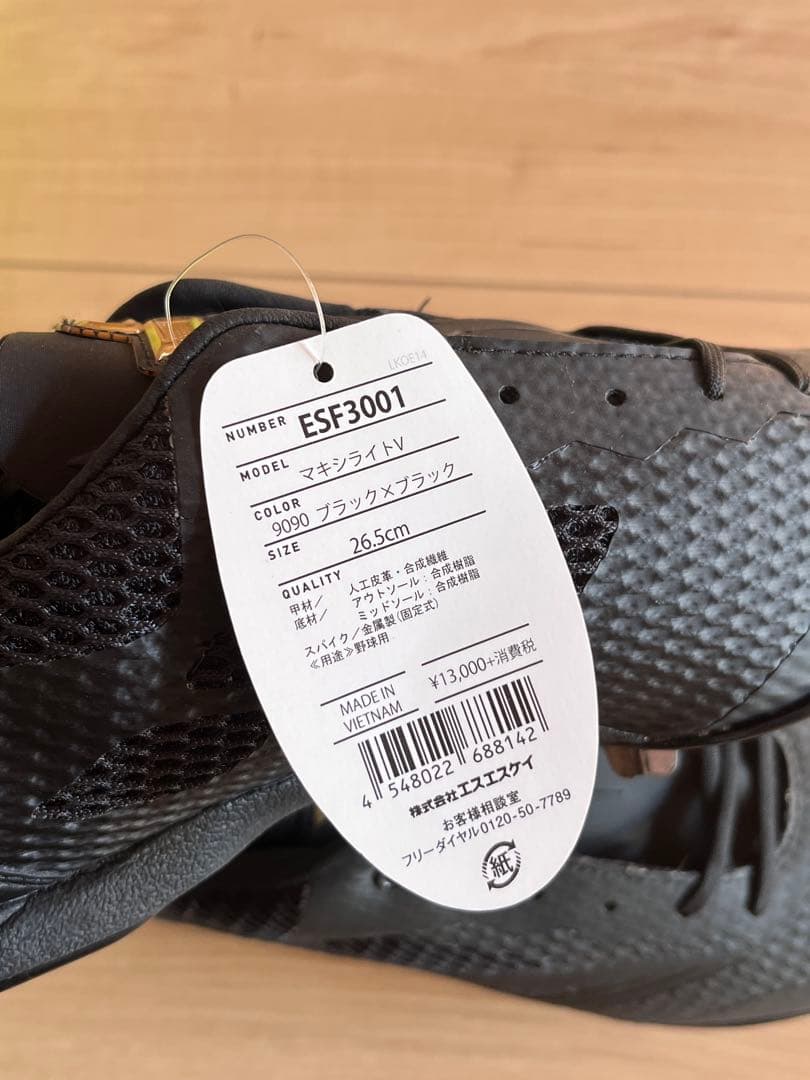 LKOE14
NUMBER ESF3001
MODEL マキシライトV
COLOR 9090 ブラック×ブラック
SIZE 26.5cm
QUALITY
甲材/ 人工皮革・合成繊維
底材/ アウトソール:合成樹脂
ミッドソール:合成樹脂
スパイク/金属製(固定式)
≪用途≫野球用
MADE IN VIETNAM
¥13,000+消費税
4 548022 688142
株式会社エスエスケイ
お客様相談室
フリーダイヤル0120-50-7789
紙